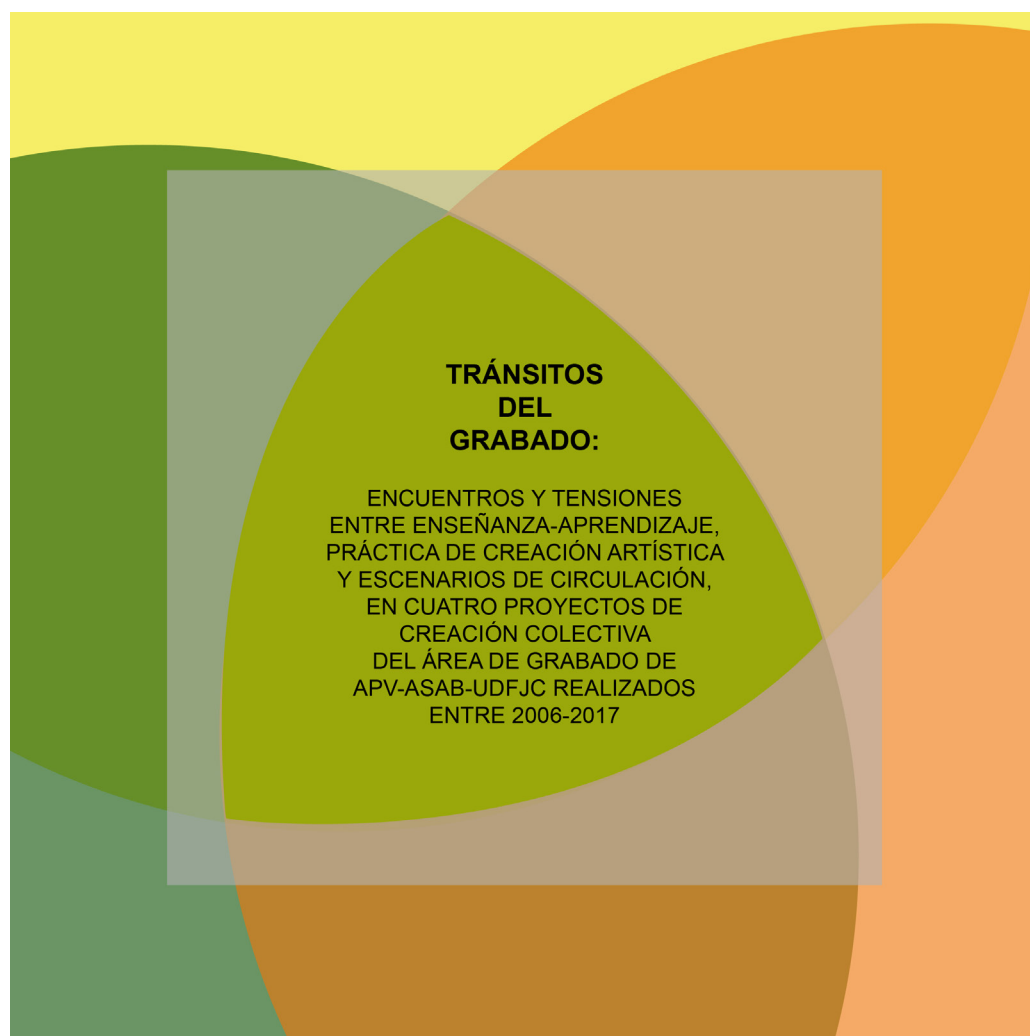 TRÁNSITOS
DEL
GRABADO:
ENCUENTROS Y TENSIONES
ENTRE ENSEÑANZA-APRENDIZAJE,
PRÁCTICA DE CREACIÓN ARTÍSTICA
Y ESCENARIOS DE CIRCULACIÓN,
EN CUATRO PROYECTOS DE
CREACIÓN COLECTIVA
DEL ÁREA DE GRABADO DE
APV-ASAB-UDFJC REALIZADOS
ENTRE 2006-2017